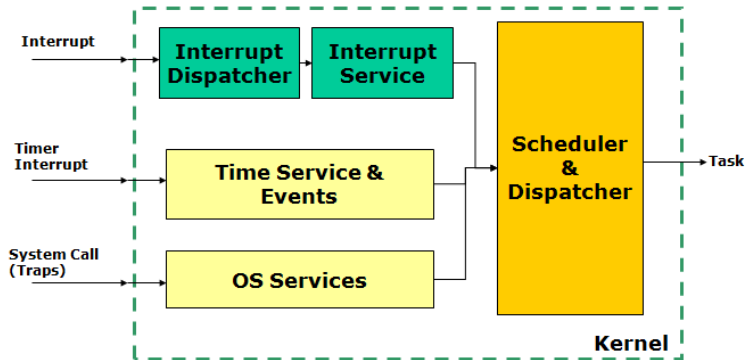 Interrupt
Interrupt
Dispatcher
Interrupt
Service
Timer
Interrupt
Time Service &
Events
Scheduler
&
Dispatcher
Task
System Call
(Traps)
OS Services
Kernel